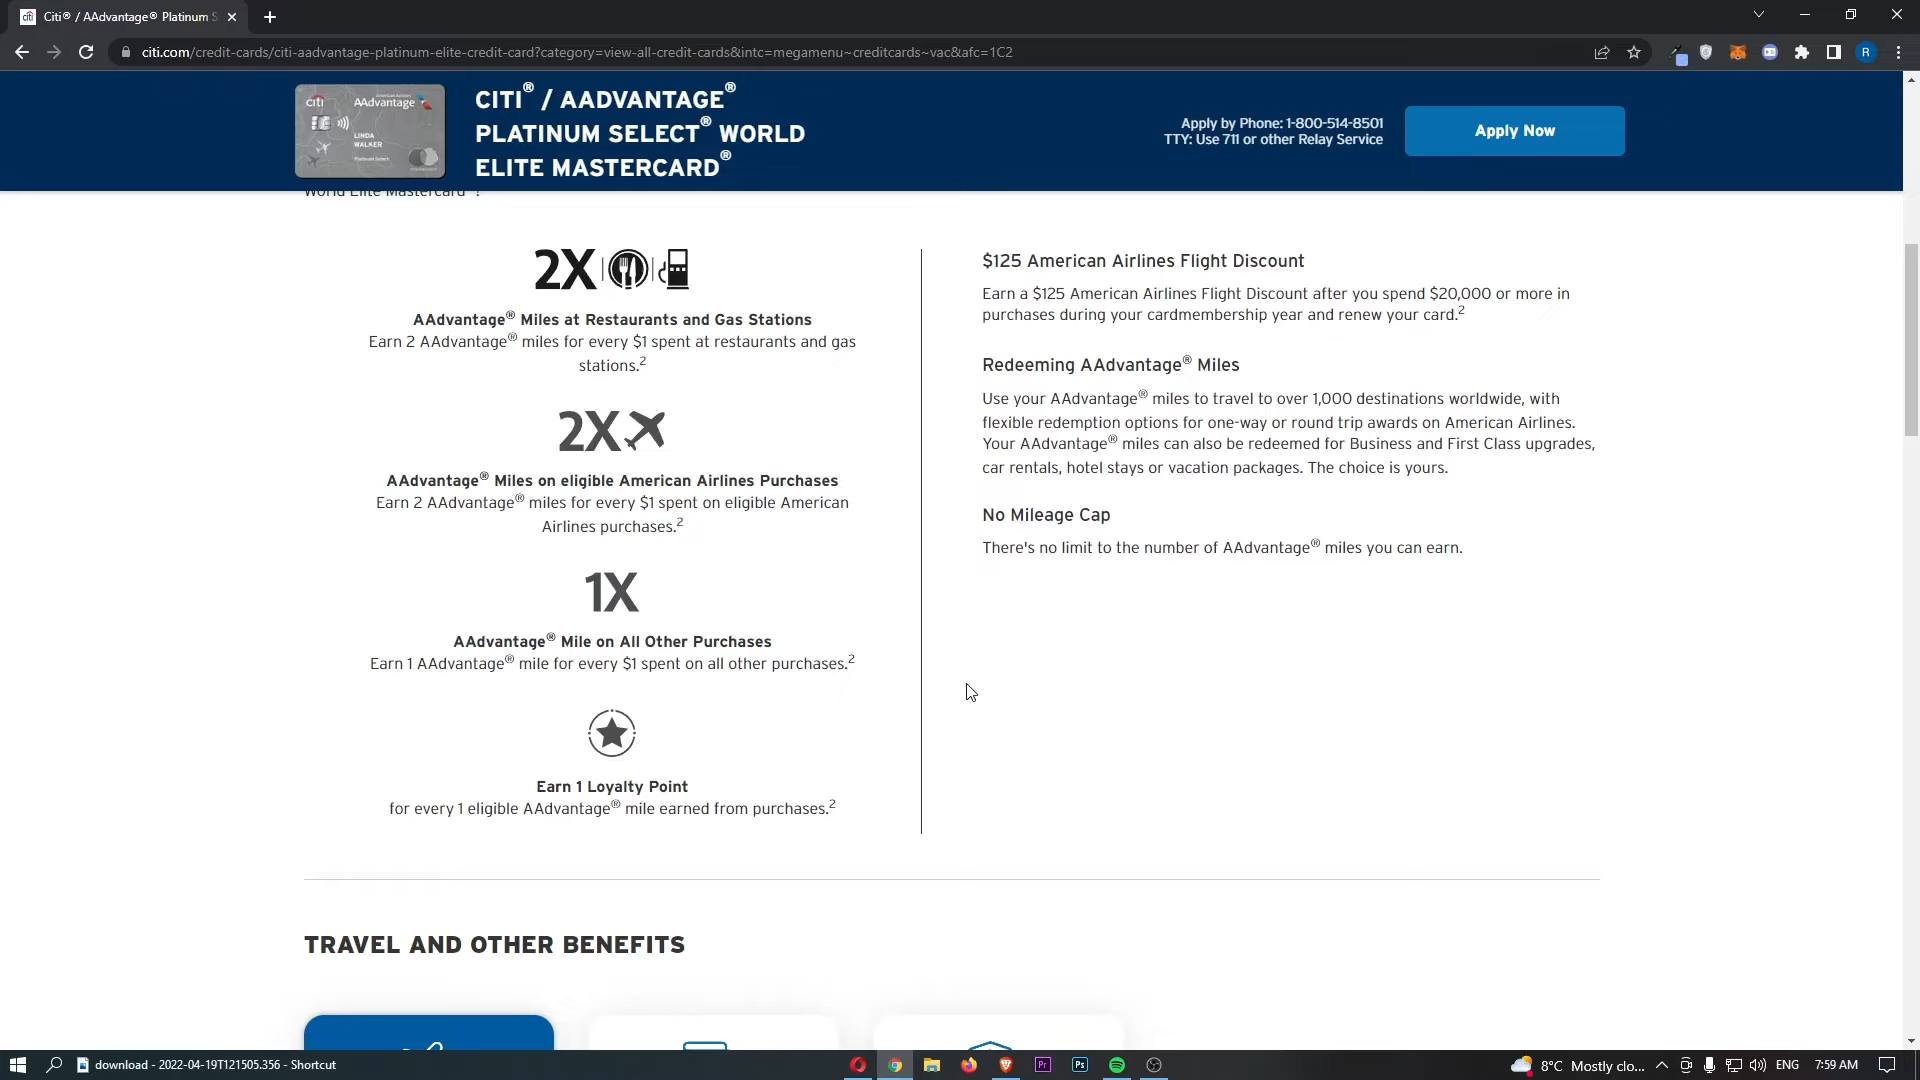 Citi® / AAdvantage® Platinum S
citi.com/credit-cards/citi-aadvantage-platinum-elite-credit-card?category=view-all-credit-cards&intc=megamenu~creditcards~vac&afc=1C2
R
citi
American Airlines
AAdvantage
LINDA
WALKER
Platinum Select
CITI® / AADVANTAGE®
PLATINUM SELECT® WORLD
ELITE MASTERCARD®
Apply by Phone: 1-800-514-8501
TTY: Use 711 or other Relay Service
Apply Now
World Elite Mastercard
2X
AAdvantage® Miles at Restaurants and Gas Stations
Earn 2 AAdvantage® miles for every $1 spent at restaurants and gas
stations.2
2X
AAdvantage® Miles on eligible American Airlines Purchases
Earn 2 AAdvantage® miles for every $1 spent on eligible American
Airlines purchases.2
1X
AAdvantage® Mile on All Other Purchases
Earn 1 AAdvantage® mile for every $1 spent on all other purchases.2
Earn 1 Loyalty Point
for every 1 eligible AAdvantage® mile earned from purchases.2
$125 American Airlines Flight Discount
Earn a $125 American Airlines Flight Discount after you spend $20,000 or more in
purchases during your cardmembership year and renew your card.2
Redeeming AAdvantage® Miles
Use your AAdvantage® miles to travel to over 1,000 destinations worldwide, with
flexible redemption options for one-way or round trip awards on American Airlines.
Your AAdvantage® miles can also be redeemed for Business and First Class upgrades,
car rentals, hotel stays or vacation packages. The choice is yours.
No Mileage Cap
There's no limit to the number of AAdvantage® miles you can earn.
TRAVEL AND OTHER BENEFITS
download - 2022-04-19T121505.356 - Shortcut
Pr
Ps
8°C Mostly clo...
ENG
7:59 AM